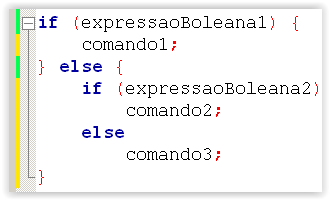 if (expressaoBoleana1) {
comando1;
} else {
if (expressaoBoleana2)
comando2;
else
comando3;
}